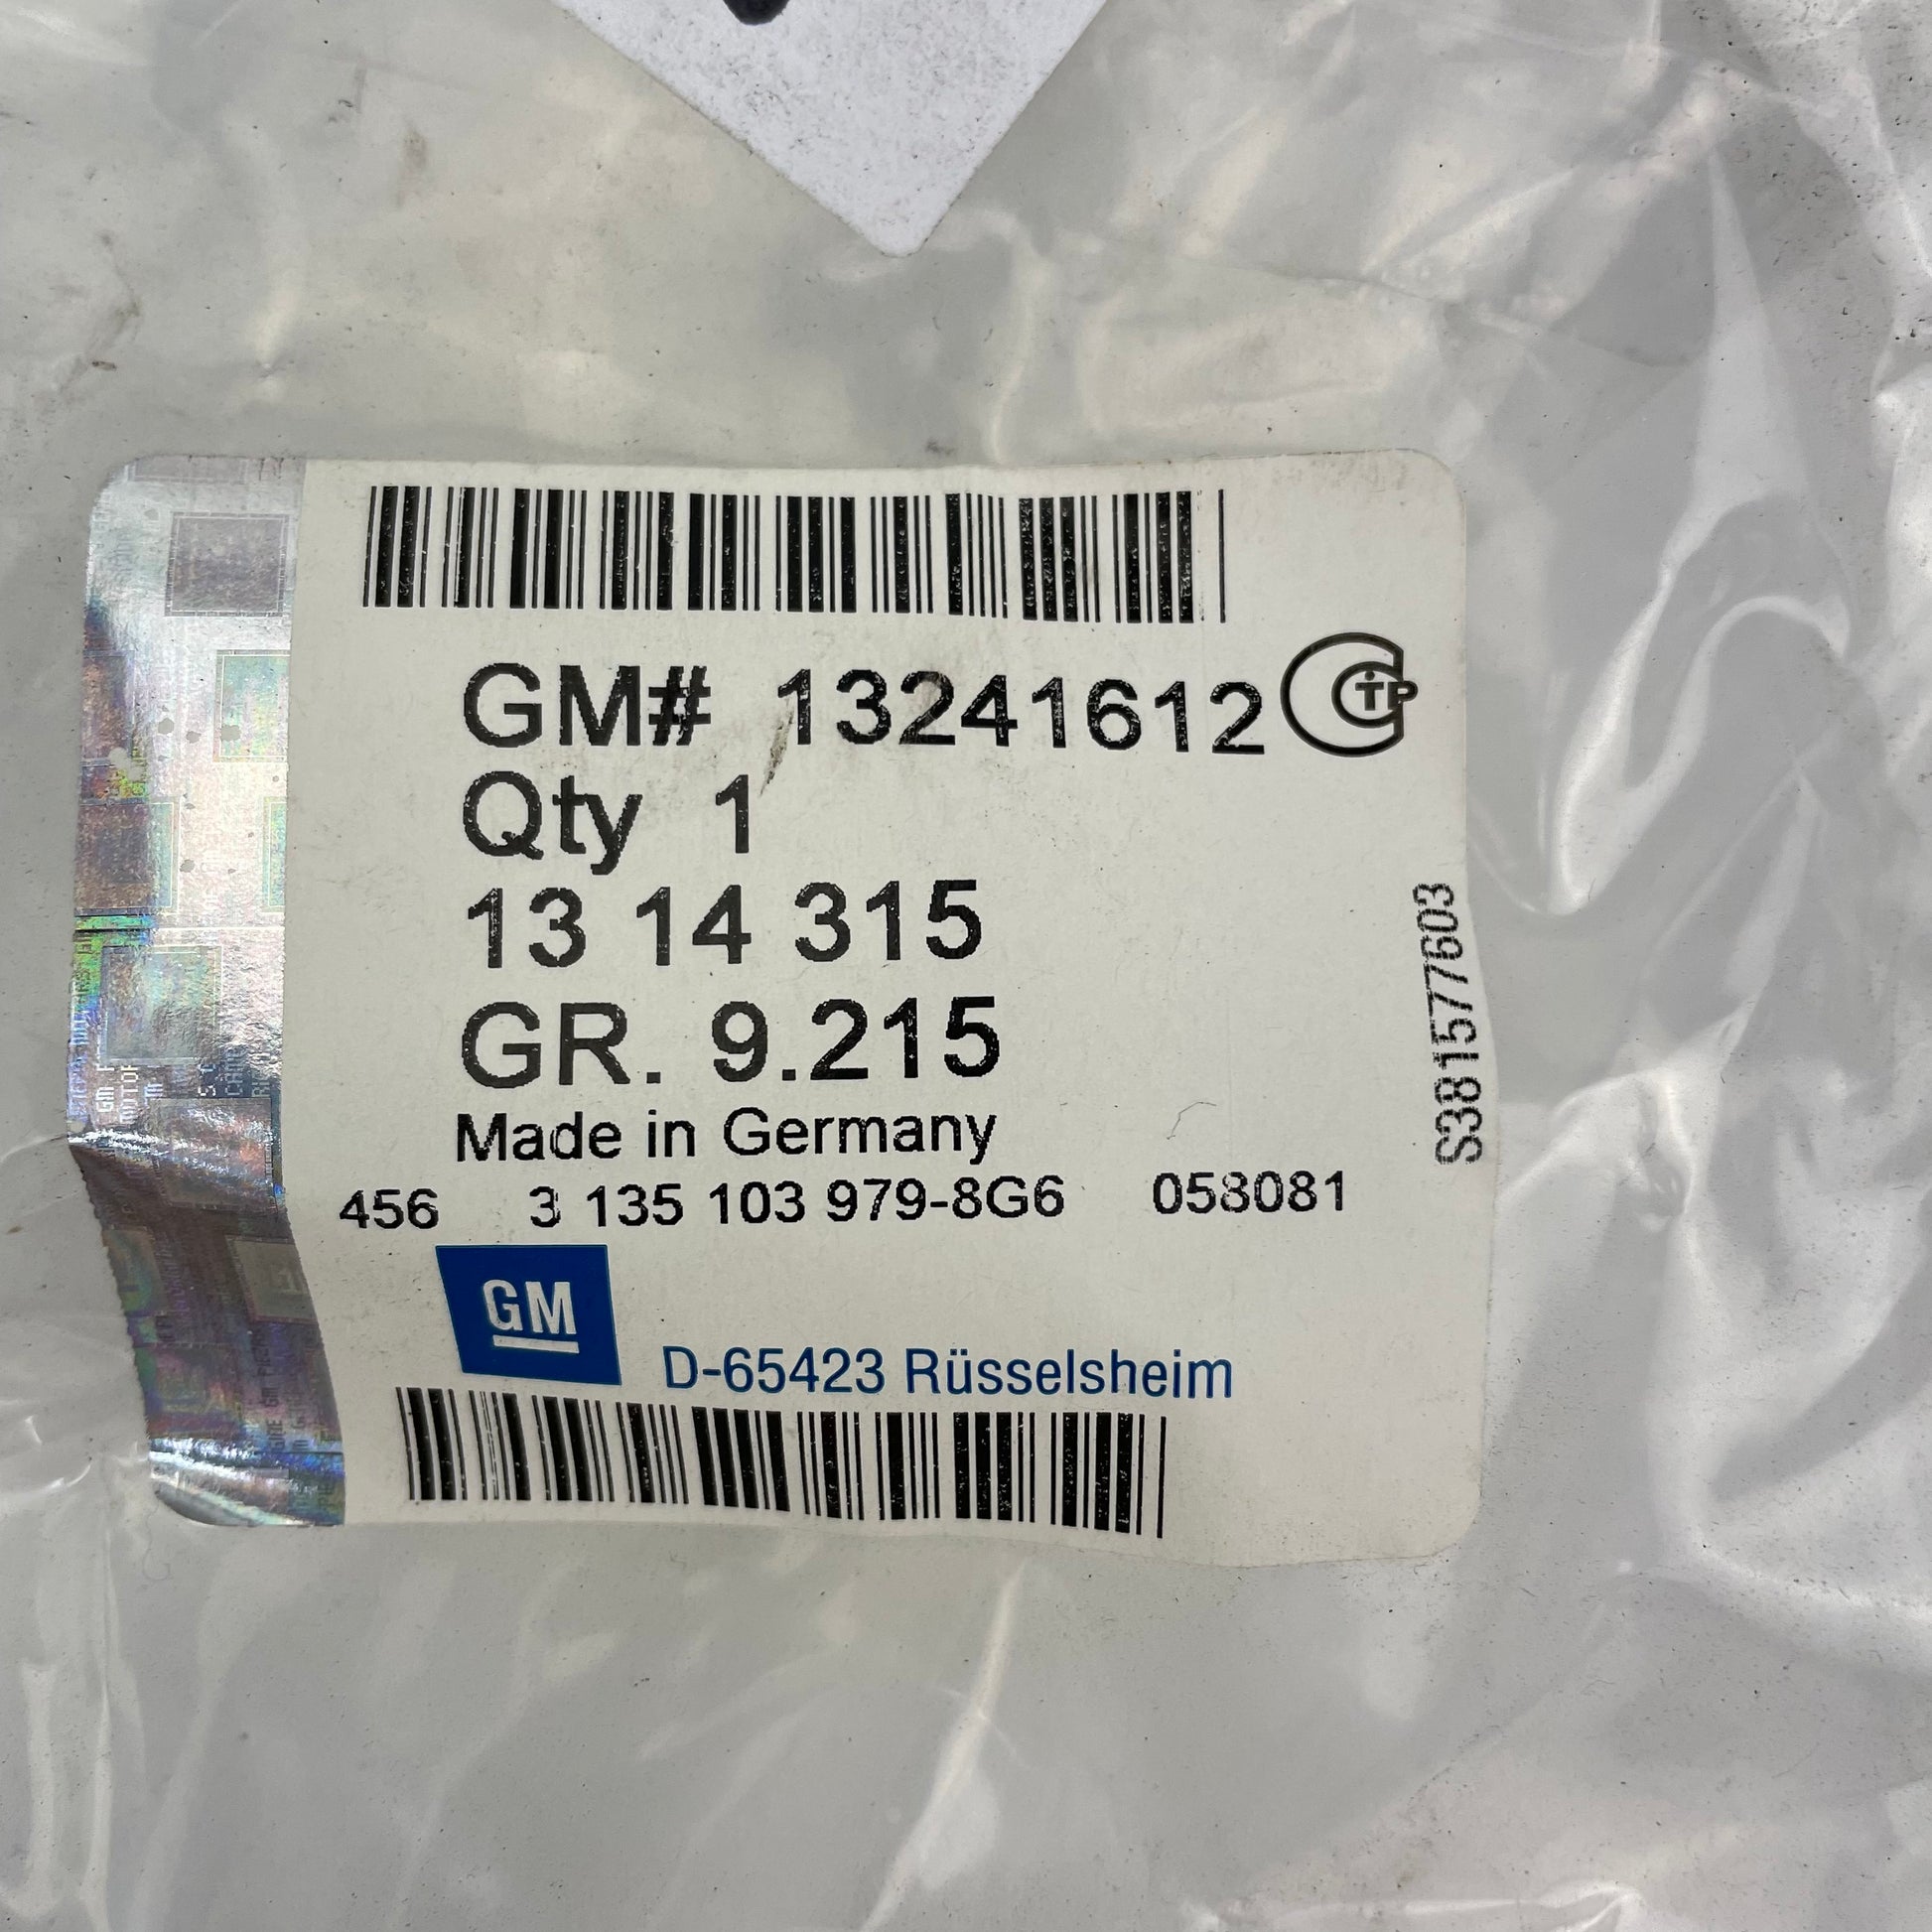 GM# 13241612
Qty 1
13 14 315
GR. 9.215
Made in Germany
456 3 135 103 979-8G6 058081
GM
D-65423 Rüsselsheim
S381577603